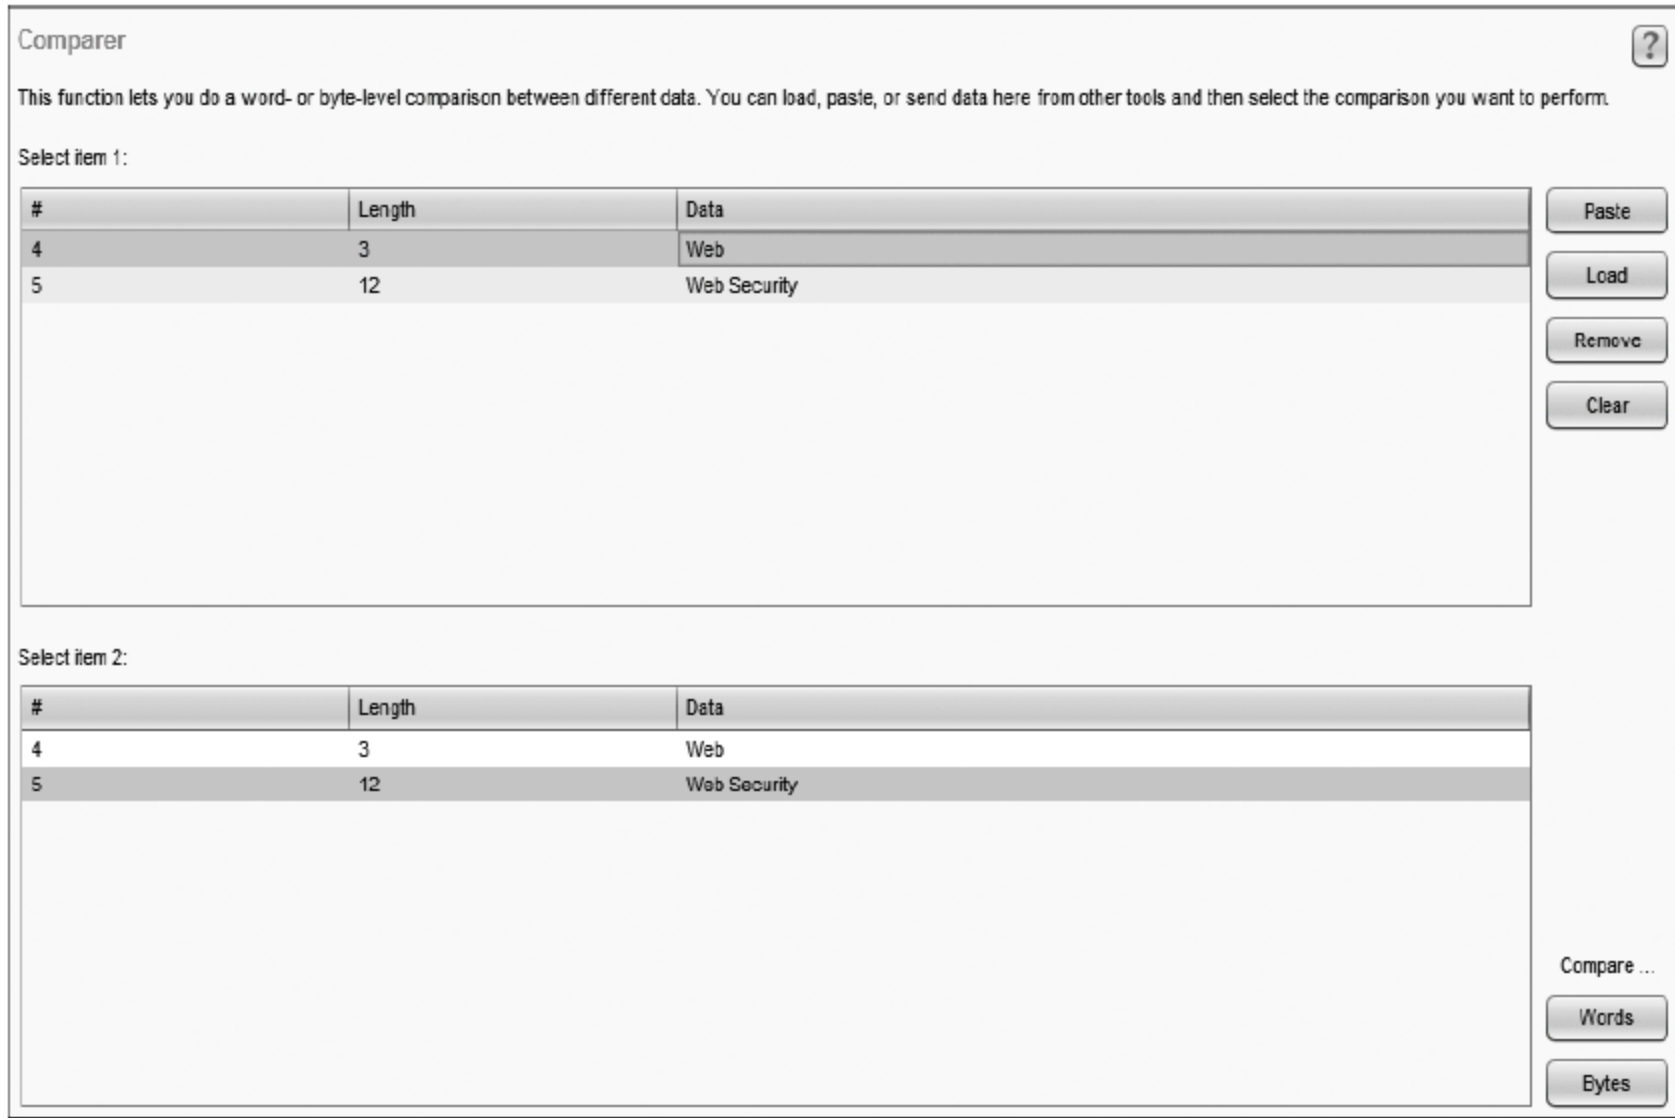 Comparer
?
This function lets you do a word- or byte-level comparison between different data. You can load, paste, or send data here from other tools and then select the comparison you want to perform.
Select item 1:
# Length Data
4 3 Web
5 12 Web Security
Paste
Load
Remove
Clear
Select item 2:
# Length Data
4 3 Web
5 12 Web Security
Compare ...
Words
Bytes